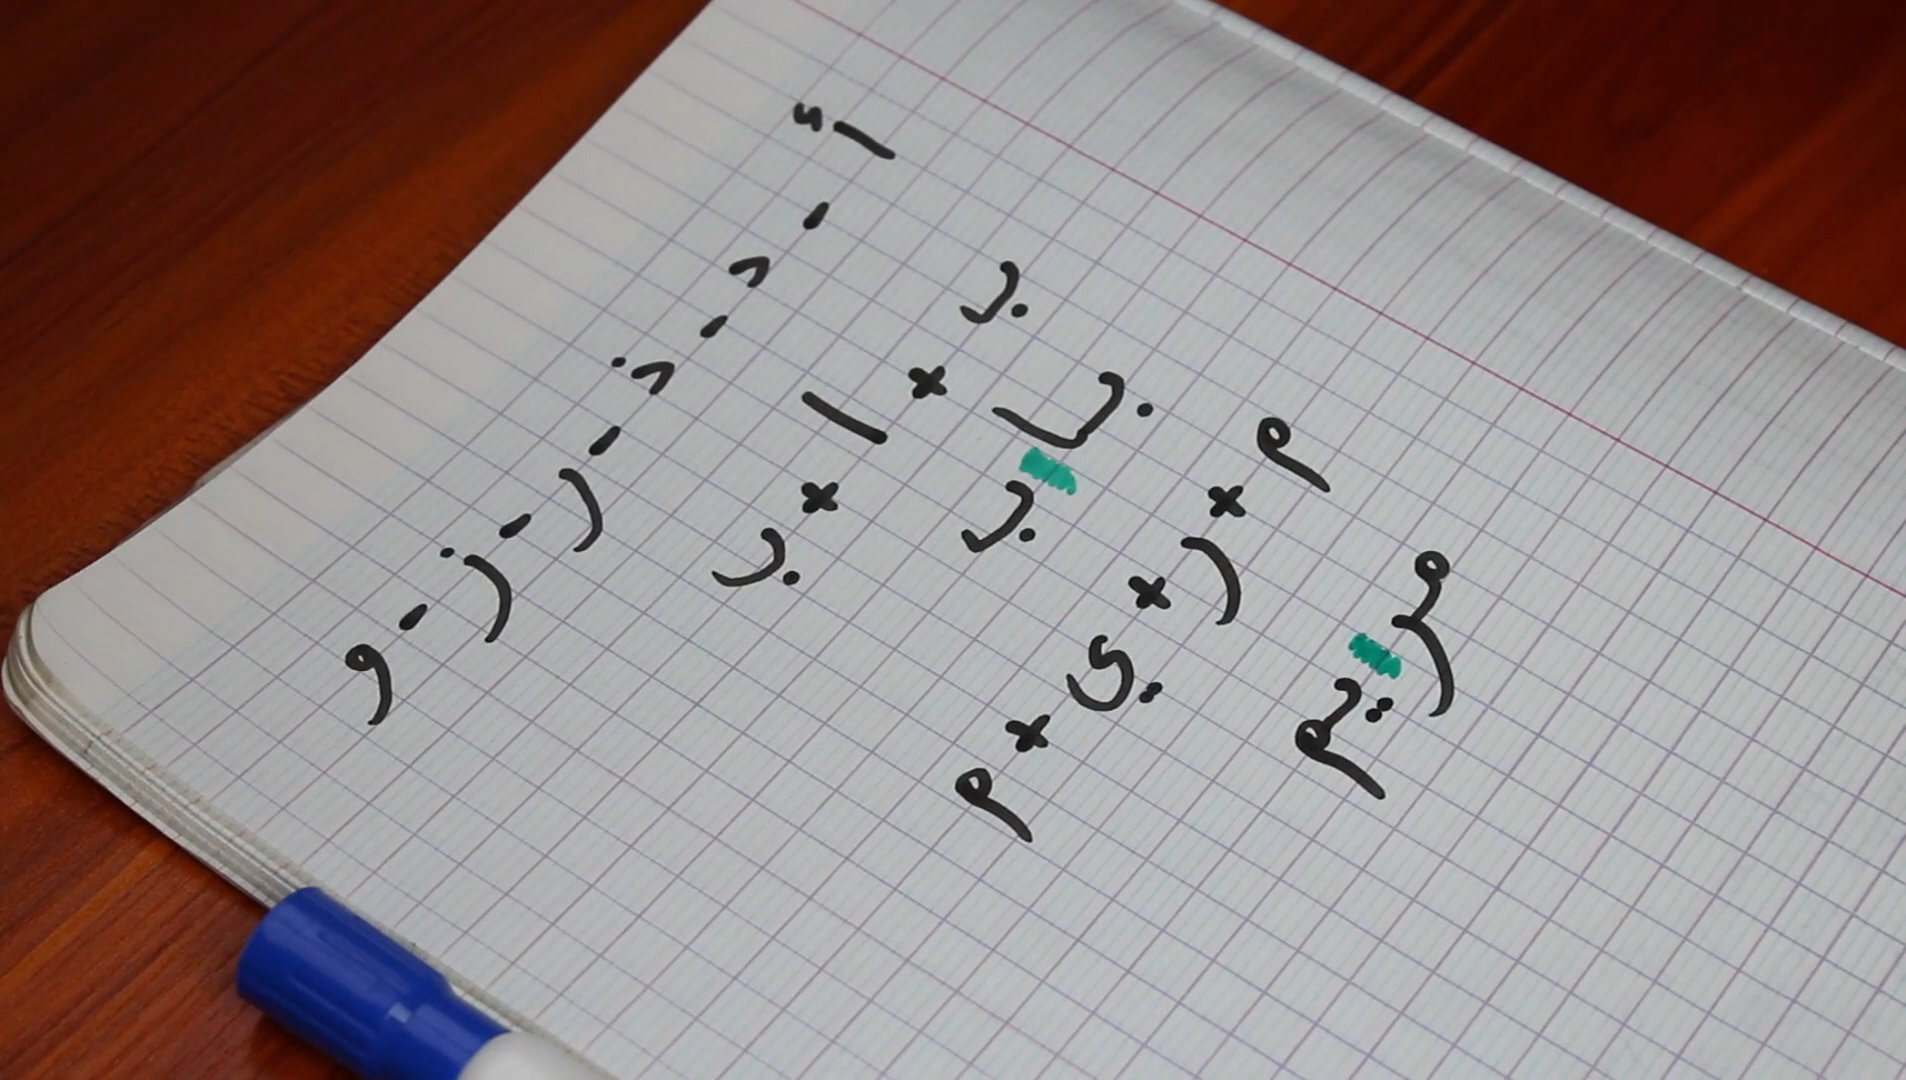 أ - د - ذ - ر - ز - و
ب + ا + ب
باب
م + ر + ي + م
مريم